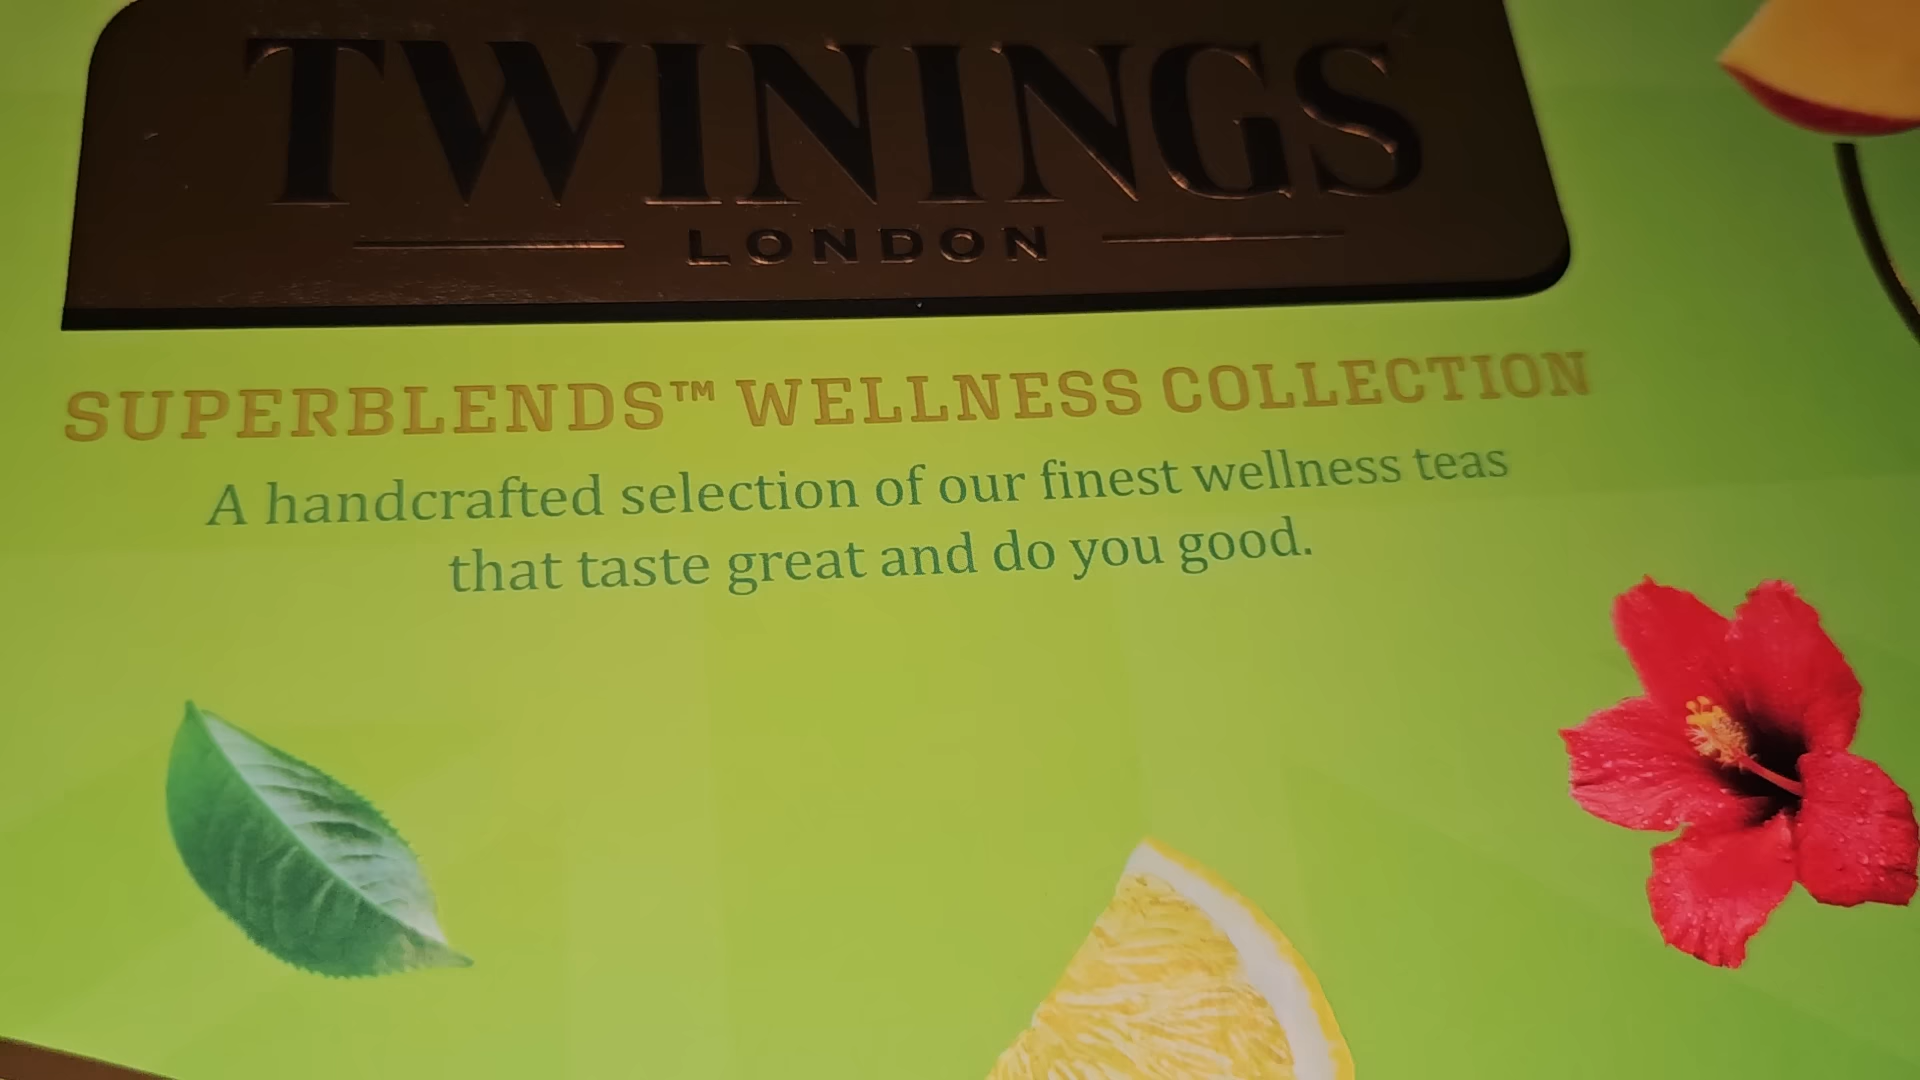 TWININGS
LONDON
SUPERBLENDS™ WELLNESS COLLECTION
A handcrafted selection of our finest wellness teas
that taste great and do you good.